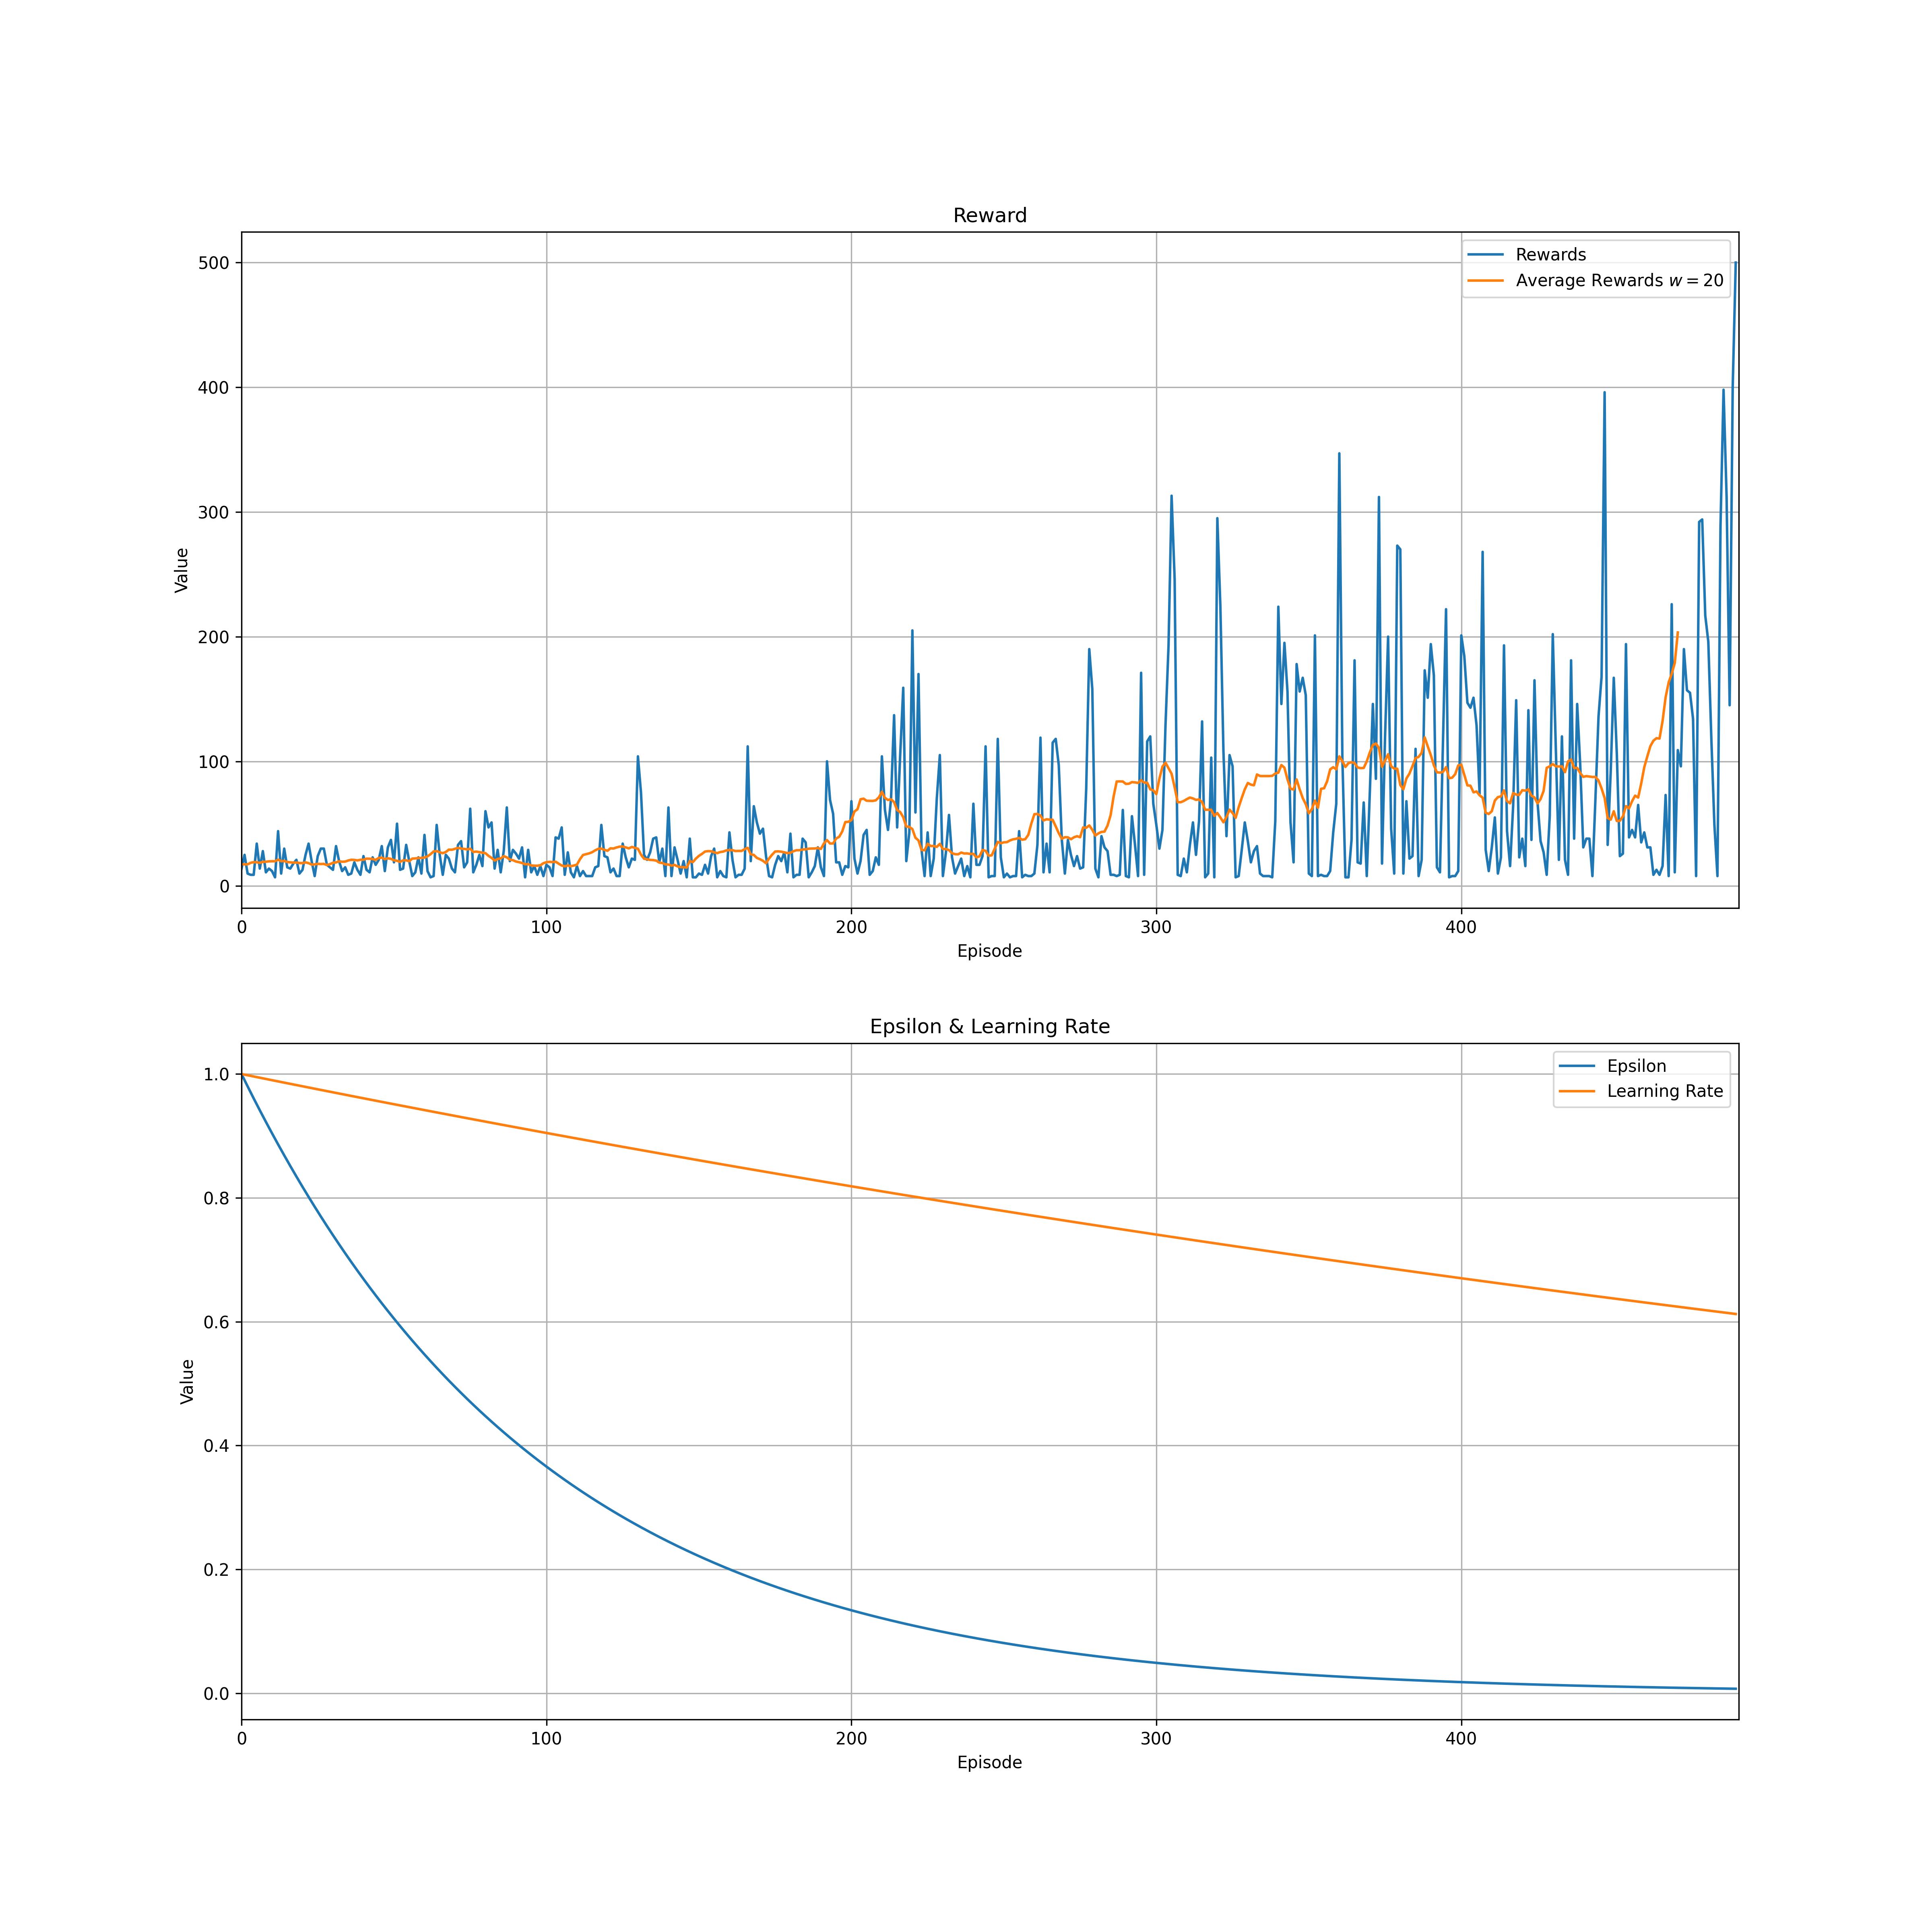 Reward
500
400
300
200
100
0
Value
0 100 200 300 400
Episode
Rewards
Average Rewards w = 20
Epsilon & Learning Rate
1.0
0.8
0.6
0.4
0.2
0.0
Value
0 100 200 300 400
Episode
Epsilon
Learning Rate